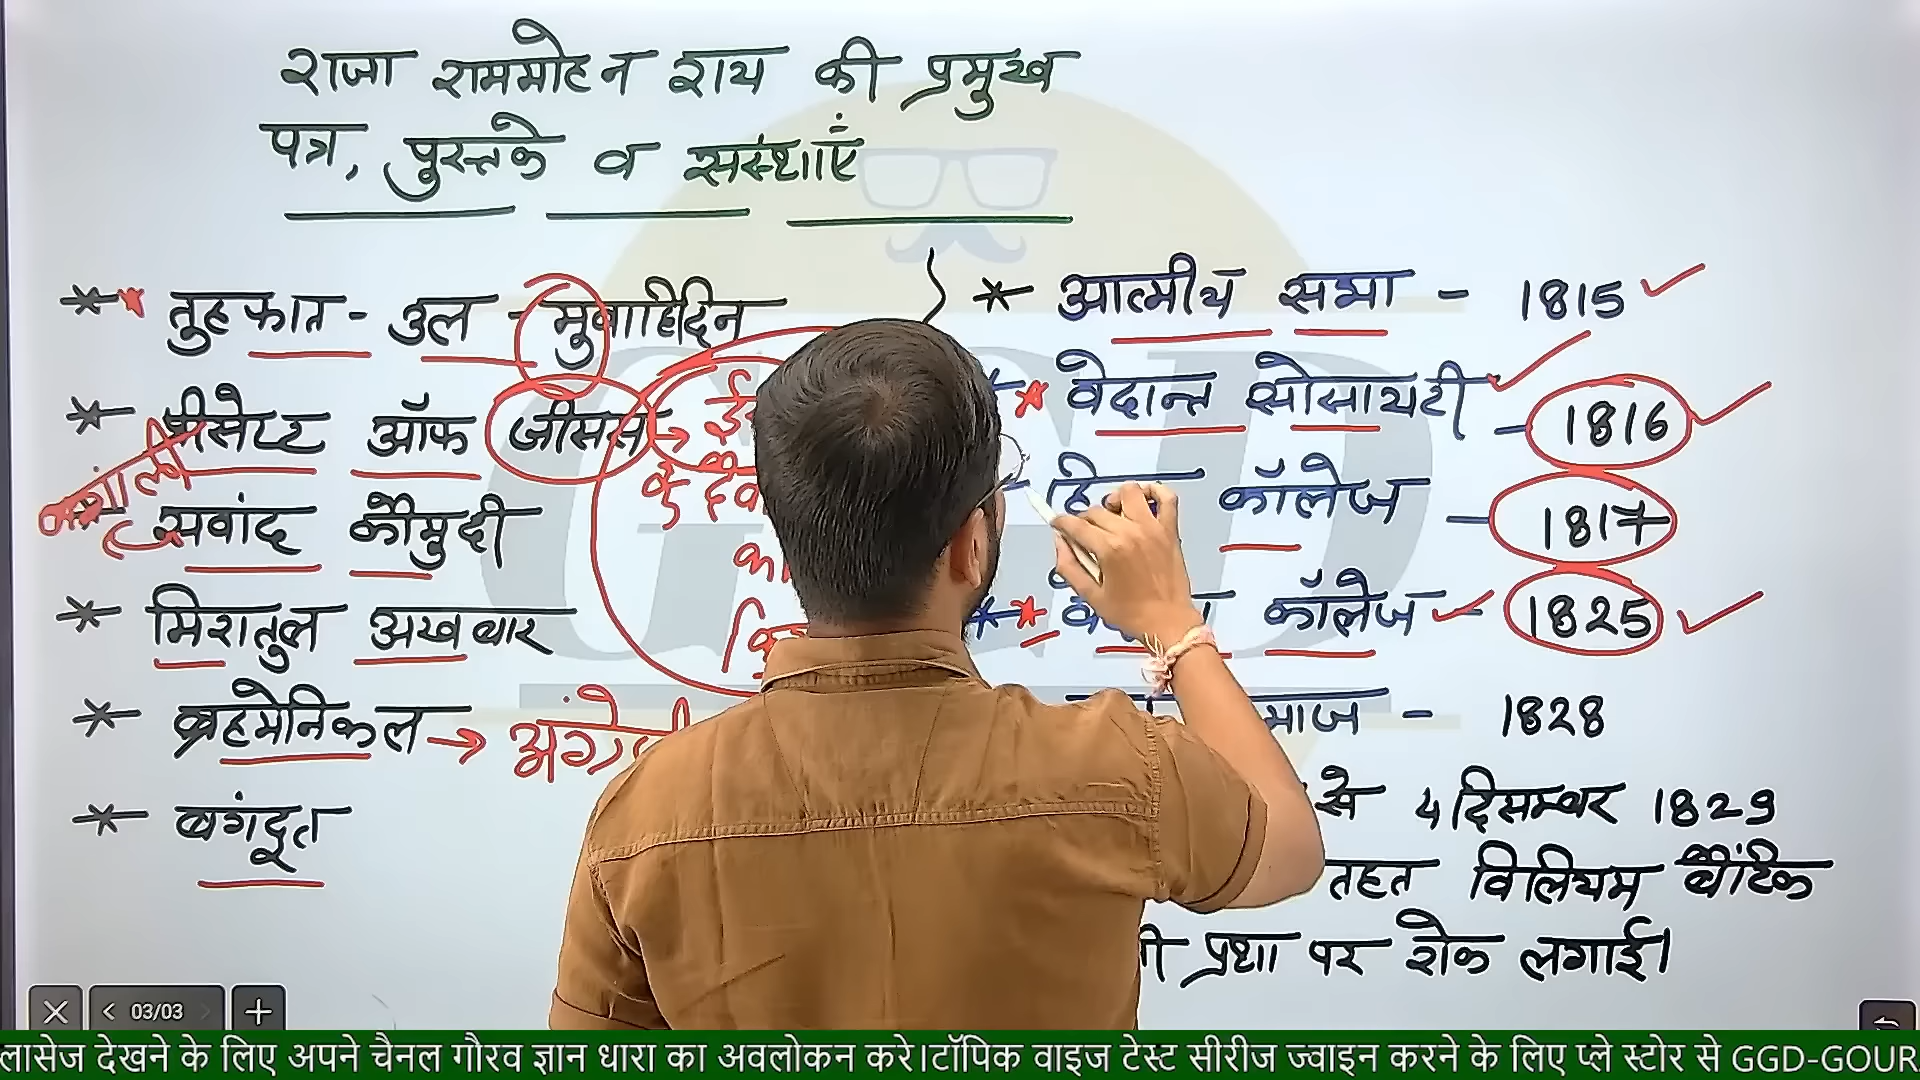 राजा राममोहन राय की प्रमुख
पत्र, पुस्तके व संस्थाएँ
तुहफात - उल - मुवाहिदिन
प्रीसेप्ट ऑफ जीसस
सवांद कौमुदी
मिरातुल अखबार
ब्रहमेनिकल → अंग्रे
बगंदूत
आत्मीय सभा - 1815
वेदान्त सोसायटी - 1816
कॉलेज - 1817
कॉलेज - 1825
माज - 1828
से 4 दिसम्बर 1829
तहत विलियम बैंटिक
प्रथा पर रोक लगाई।
03/03
लासेज देखने के लिए अपने चैनल गौरव ज्ञान धारा का अवलोकन करे।टॉपिक वाइज टेस्ट सीरीज ज्वाइन करने के लिए प्ले स्टोर से GGD-GOUR